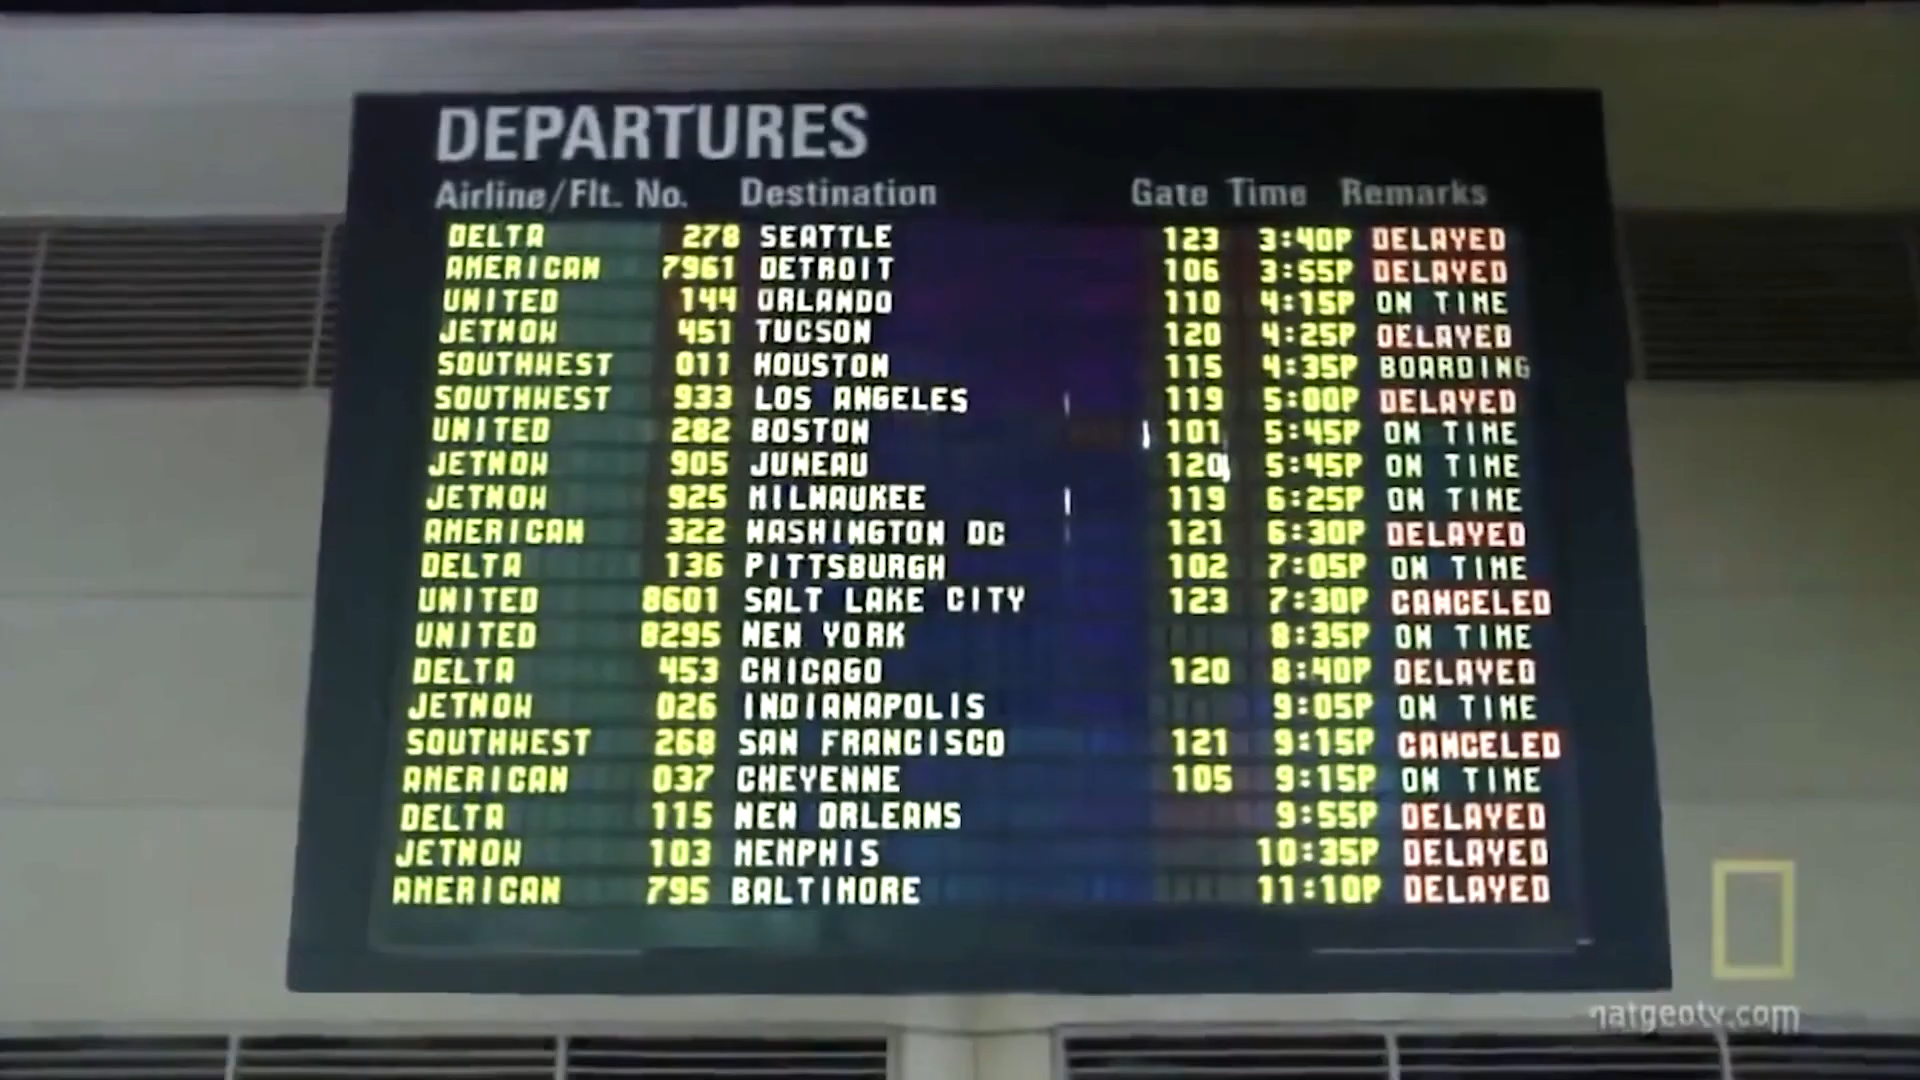 DEPARTURES
Airline/Flt. No. Destination Gate Time Remarks
DELTA 278 SEATTLE 123 3:40P DELAYED
AMERICAN 7961 DETROIT 106 3:55P DELAYED
UNITED 144 ORLANDO 110 4:15P ON TIME
JETNOW 451 TUCSON 120 4:25P DELAYED
SOUTHWEST 011 HOUSTON 115 4:35P BOARDING
SOUTHWEST 933 LOS ANGELES 119 5:00P DELAYED
UNITED 282 BOSTON 101 5:45P ON TIME
JETNOW 905 JUNEAU 120 5:45P ON TIME
JETNOW 925 MILWAUKEE 119 6:25P ON TIME
AMERICAN 322 WASHINGTON DC 121 6:30P DELAYED
DELTA 136 PITTSBURGH 102 7:05P ON TIME
UNITED 8601 SALT LAKE CITY 123 7:30P CANCELED
UNITED 8295 NEW YORK 8:35P ON TIME
DELTA 453 CHICAGO 120 8:40P DELAYED
JETNOW 026 INDIANAPOLIS 9:05P ON TIME
SOUTHWEST 268 SAN FRANCISCO 121 9:15P CANCELED
AMERICAN 037 CHEYENNE 105 9:15P ON TIME
DELTA 115 NEW ORLEANS 9:55P DELAYED
JETNOW 103 MEMPHIS 10:35P DELAYED
AMERICAN 795 BALTIMORE 11:10P DELAYED
natgeotv.com